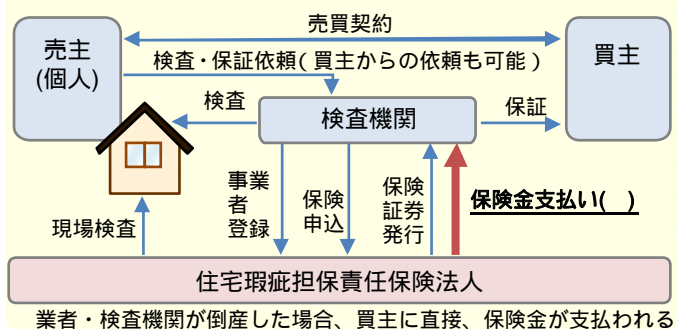 売買契約
売主
(個人)
買主
検査・保証依頼(買主からの依頼も可能)
検査
検査機関
保証
事業
者
登録
保険
申込
保険
証券
発行
保険金支払い(　)
現場検査
住宅瑕疵担保責任保険法人
業者・検査機関が倒産した場合、買主に直接、保険金が支払われる